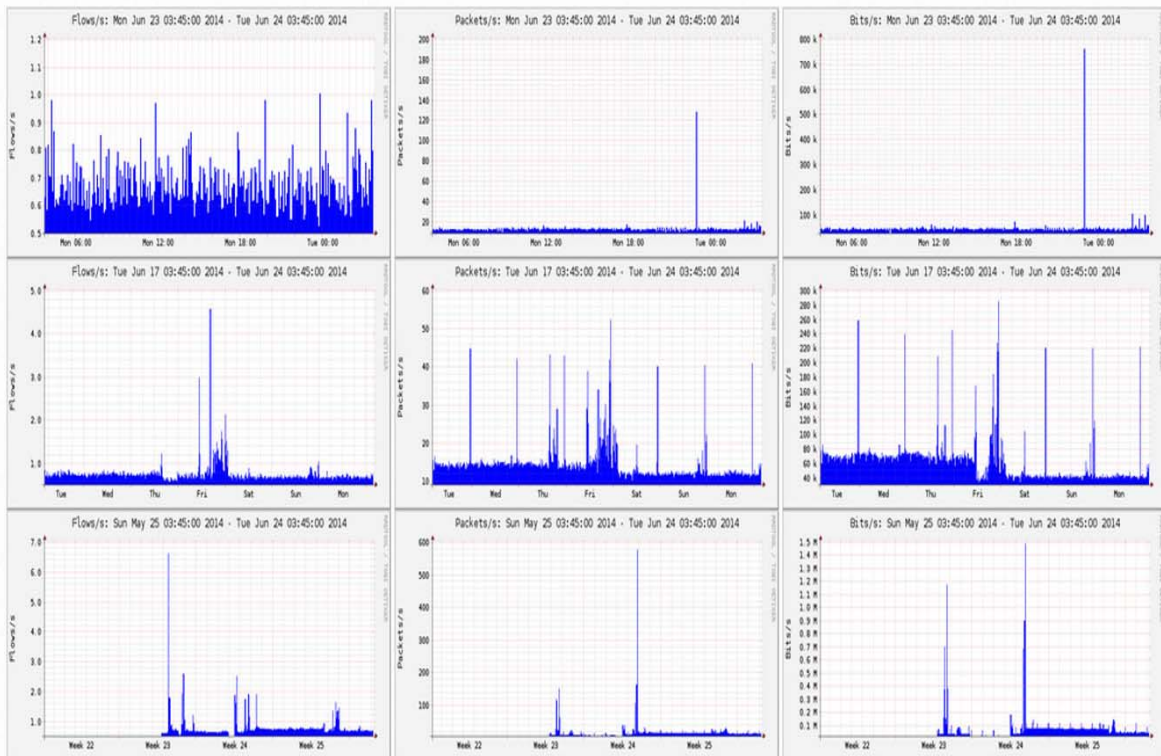 Flows/s: Mon Jun 23 03:45:00 2014 - Tue Jun 24 03:45:00 2014
1.2
1.1
1.0
0.9
0.8
0.7
0.6
0.5
Flows/s
Mon 06:00 Mon 12:00 Mon 18:00 Tue 00:00
Packets/s: Mon Jun 23 03:45:00 2014 - Tue Jun 24 03:45:00 2014
200
180
160
140
120
100
80
60
40
20
Packets/s
Mon 06:00 Mon 12:00 Mon 18:00 Tue 00:00
Bits/s: Mon Jun 23 03:45:00 2014 - Tue Jun 24 03:45:00 2014
800 k
700 k
600 k
500 k
400 k
300 k
200 k
100 k
Bits/s
Mon 06:00 Mon 12:00 Mon 18:00 Tue 00:00
Flows/s: Tue Jun 17 03:45:00 2014 - Tue Jun 24 03:45:00 2014
5.0
4.0
3.0
2.0
1.0
Flows/s
Tue Wed Thu Fri Sat Sun Mon
Packets/s: Tue Jun 17 03:45:00 2014 - Tue Jun 24 03:45:00 2014
60
50
40
30
20
10
Packets/s
Tue Wed Thu Fri Sat Sun Mon
Bits/s: Tue Jun 17 03:45:00 2014 - Tue Jun 24 03:45:00 2014
300 k
280 k
260 k
240 k
220 k
200 k
180 k
160 k
140 k
120 k
100 k
80 k
60 k
40 k
Bits/s
Tue Wed Thu Fri Sat Sun Mon
Flows/s: Sun May 25 03:45:00 2014 - Tue Jun 24 03:45:00 2014
7.0
6.0
5.0
4.0
3.0
2.0
1.0
Flows/s
Week 22 Week 23 Week 24 Week 25
Packets/s: Sun May 25 03:45:00 2014 - Tue Jun 24 03:45:00 2014
600
500
400
300
200
100
Packets/s
Week 22 Week 23 Week 24 Week 25
Bits/s: Sun May 25 03:45:00 2014 - Tue Jun 24 03:45:00 2014
1.5 M
1.4 M
1.3 M
1.2 M
1.1 M
1.0 M
0.9 M
0.8 M
0.7 M
0.6 M
0.5 M
0.4 M
0.3 M
0.2 M
0.1 M
Bits/s
Week 22 Week 23 Week 24 Week 25